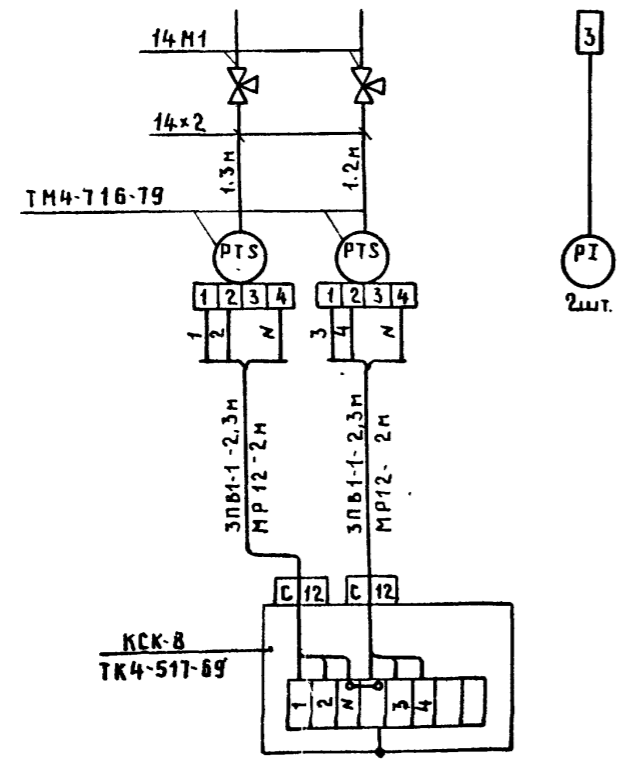 14М1
3
14×2
1.3м
1.2м
ТМ4-716-79
PTS
PTS
PI
2шт.
1 2 3 4
1 2 3 4
1 2 N
3 4 N
3ПВ1-1-2,3м
МР12-2м
3ПВ1-1-2,3м
МР12-2м
С 12
С 12
КСК-8
ТК4-517-69
1 2 N 3 4